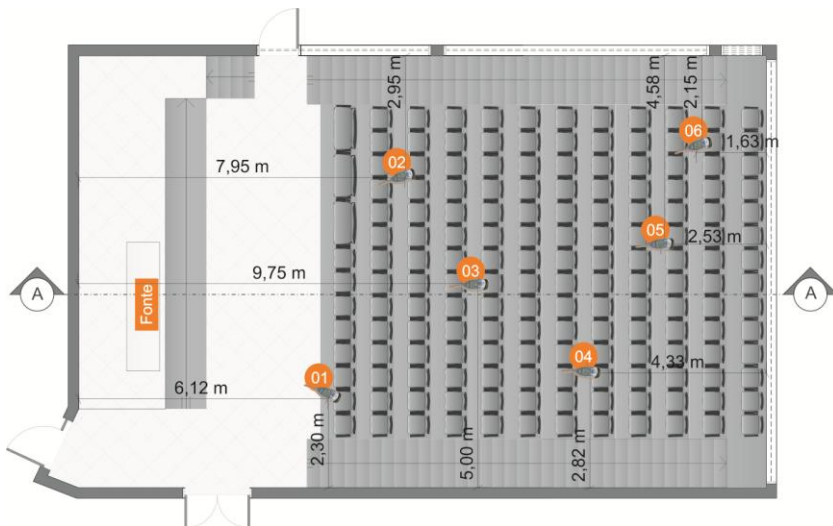 2,95 m
4,58 m
2,15 m
06
1,63 m
02
7,95 m
05
2,53 m
03
9,75 m
A
A
Fonte
04
4,33 m
01
6,12 m
2,30 m
5,00 m
2,82 m